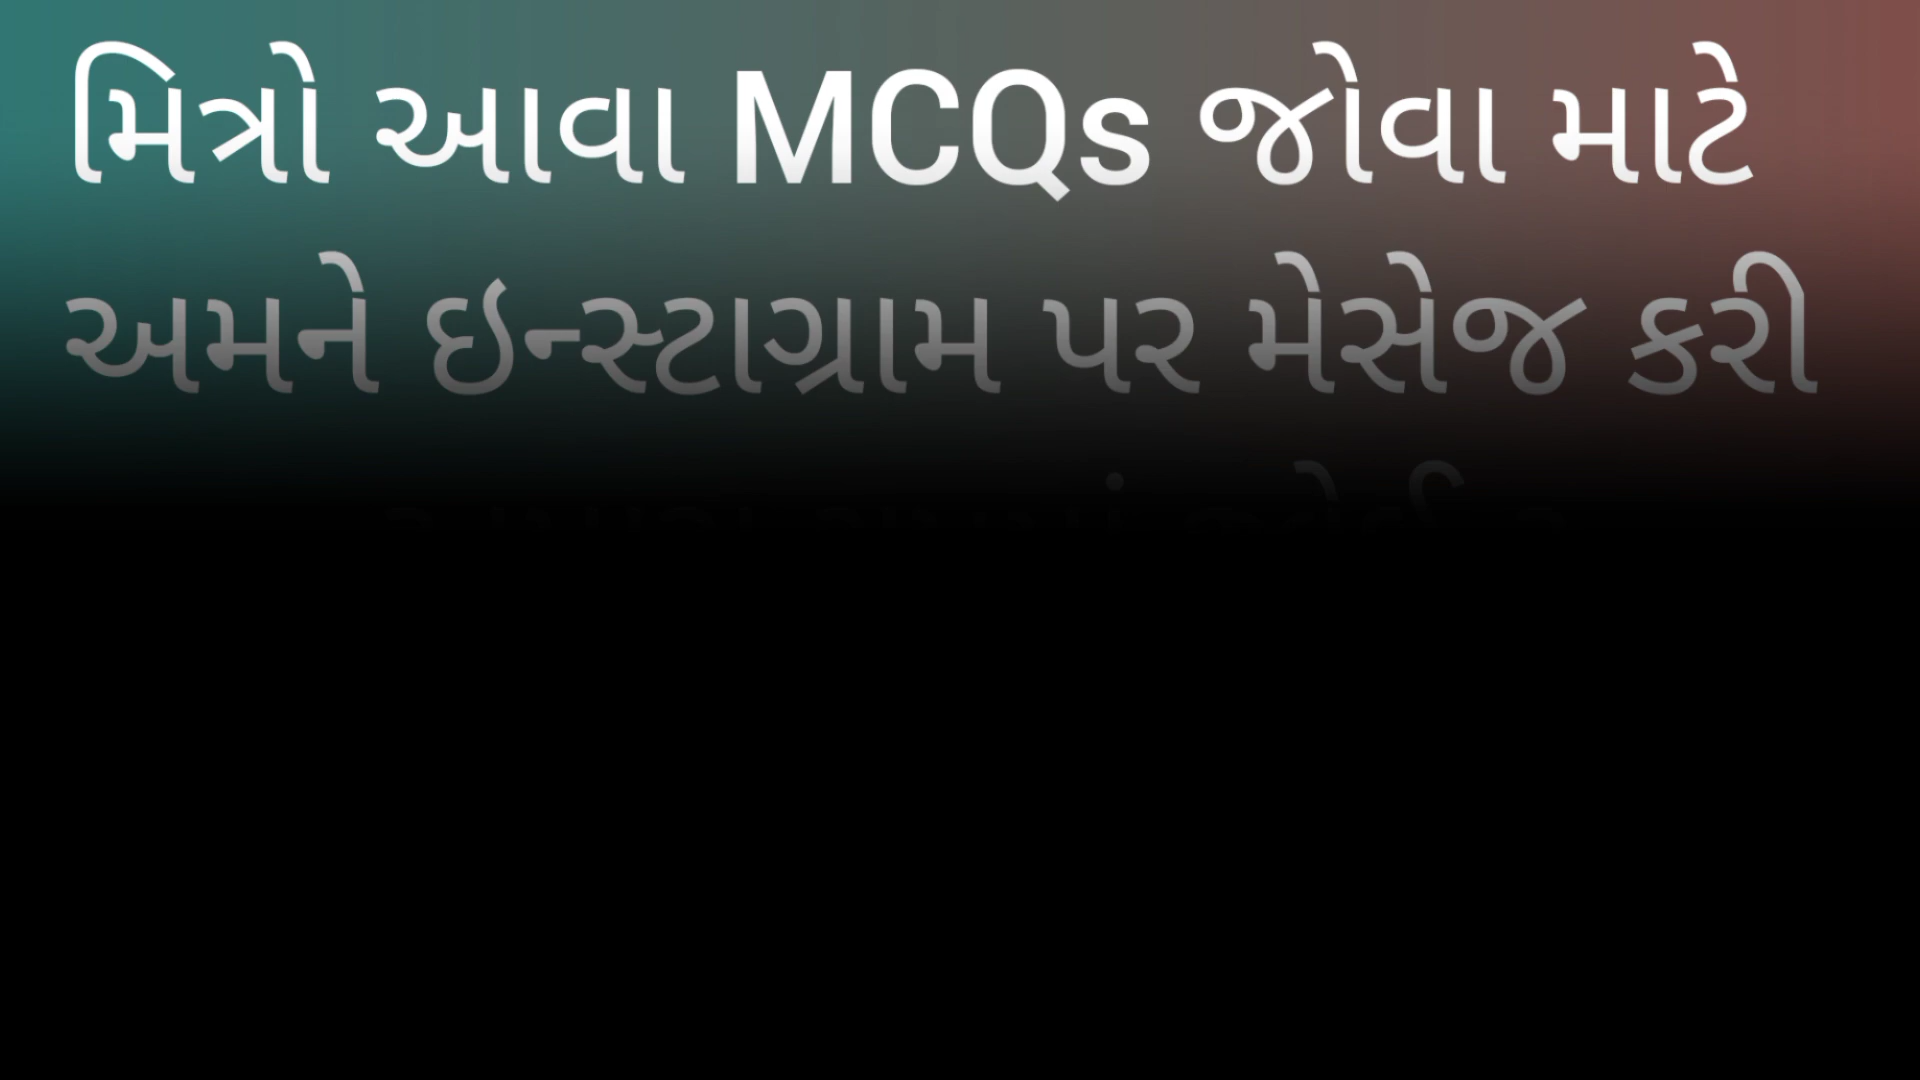 મિત્રો આવા MCQs જોવા માટે
અમને ઇન્સ્ટાગ્રામ પર મેસેજ કરી